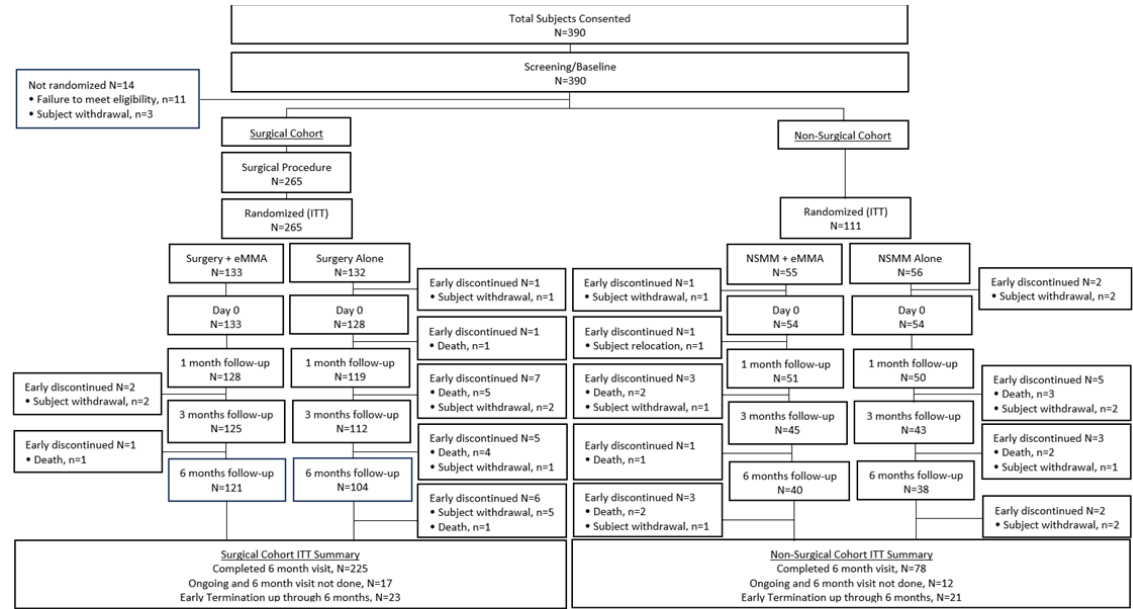 Total Subjects Consented
N=390
Screening/Baseline
N=390
Not randomized N=14
• Failure to meet eligibility, n=11
• Subject withdrawal, n=3
Surgical Cohort
Non-Surgical Cohort
Surgical Procedure
N=265
Randomized (ITT)
N=265
Randomized (ITT)
N=111
Surgery + eMMA
N=133
Surgery Alone
N=132
NSMM + eMMA
N=55
NSMM Alone
N=56
Early discontinued N=1
• Subject withdrawal, n=1
Early discontinued N=1
• Subject withdrawal, n=1
Early discontinued N=2
• Subject withdrawal, n=2
Day 0
N=133
Day 0
N=128
Day 0
N=54
Day 0
N=54
Early discontinued N=1
• Death, n=1
Early discontinued N=1
• Subject relocation, n=1
1 month follow-up
N=128
1 month follow-up
N=119
1 month follow-up
N=51
1 month follow-up
N=50
Early discontinued N=2
• Subject withdrawal, n=2
Early discontinued N=7
• Death, n=5
• Subject withdrawal, n=2
Early discontinued N=3
• Death, n=2
• Subject withdrawal, n=1
Early discontinued N=5
• Death, n=3
• Subject withdrawal, n=2
3 months follow-up
N=125
3 months follow-up
N=112
3 months follow-up
N=45
3 months follow-up
N=43
Early discontinued N=1
• Death, n=1
Early discontinued N=5
• Death, n=4
• Subject withdrawal, n=1
Early discontinued N=1
• Death, n=1
Early discontinued N=3
• Death, n=2
• Subject withdrawal, n=1
6 months follow-up
N=121
6 months follow-up
N=104
6 months follow-up
N=40
6 months follow-up
N=38
Early discontinued N=6
• Subject withdrawal, n=5
• Death, n=1
Early discontinued N=3
• Death, n=2
• Subject withdrawal, n=1
Early discontinued N=2
• Subject withdrawal, n=2
Surgical Cohort ITT Summary
Completed 6 month visit, N=225
Ongoing and 6 month visit not done, N=17
Early Termination up through 6 months, N=23
Non-Surgical Cohort ITT Summary
Completed 6 month visit, N=78
Ongoing and 6 month visit not done, N=12
Early Termination up through 6 months, N=21